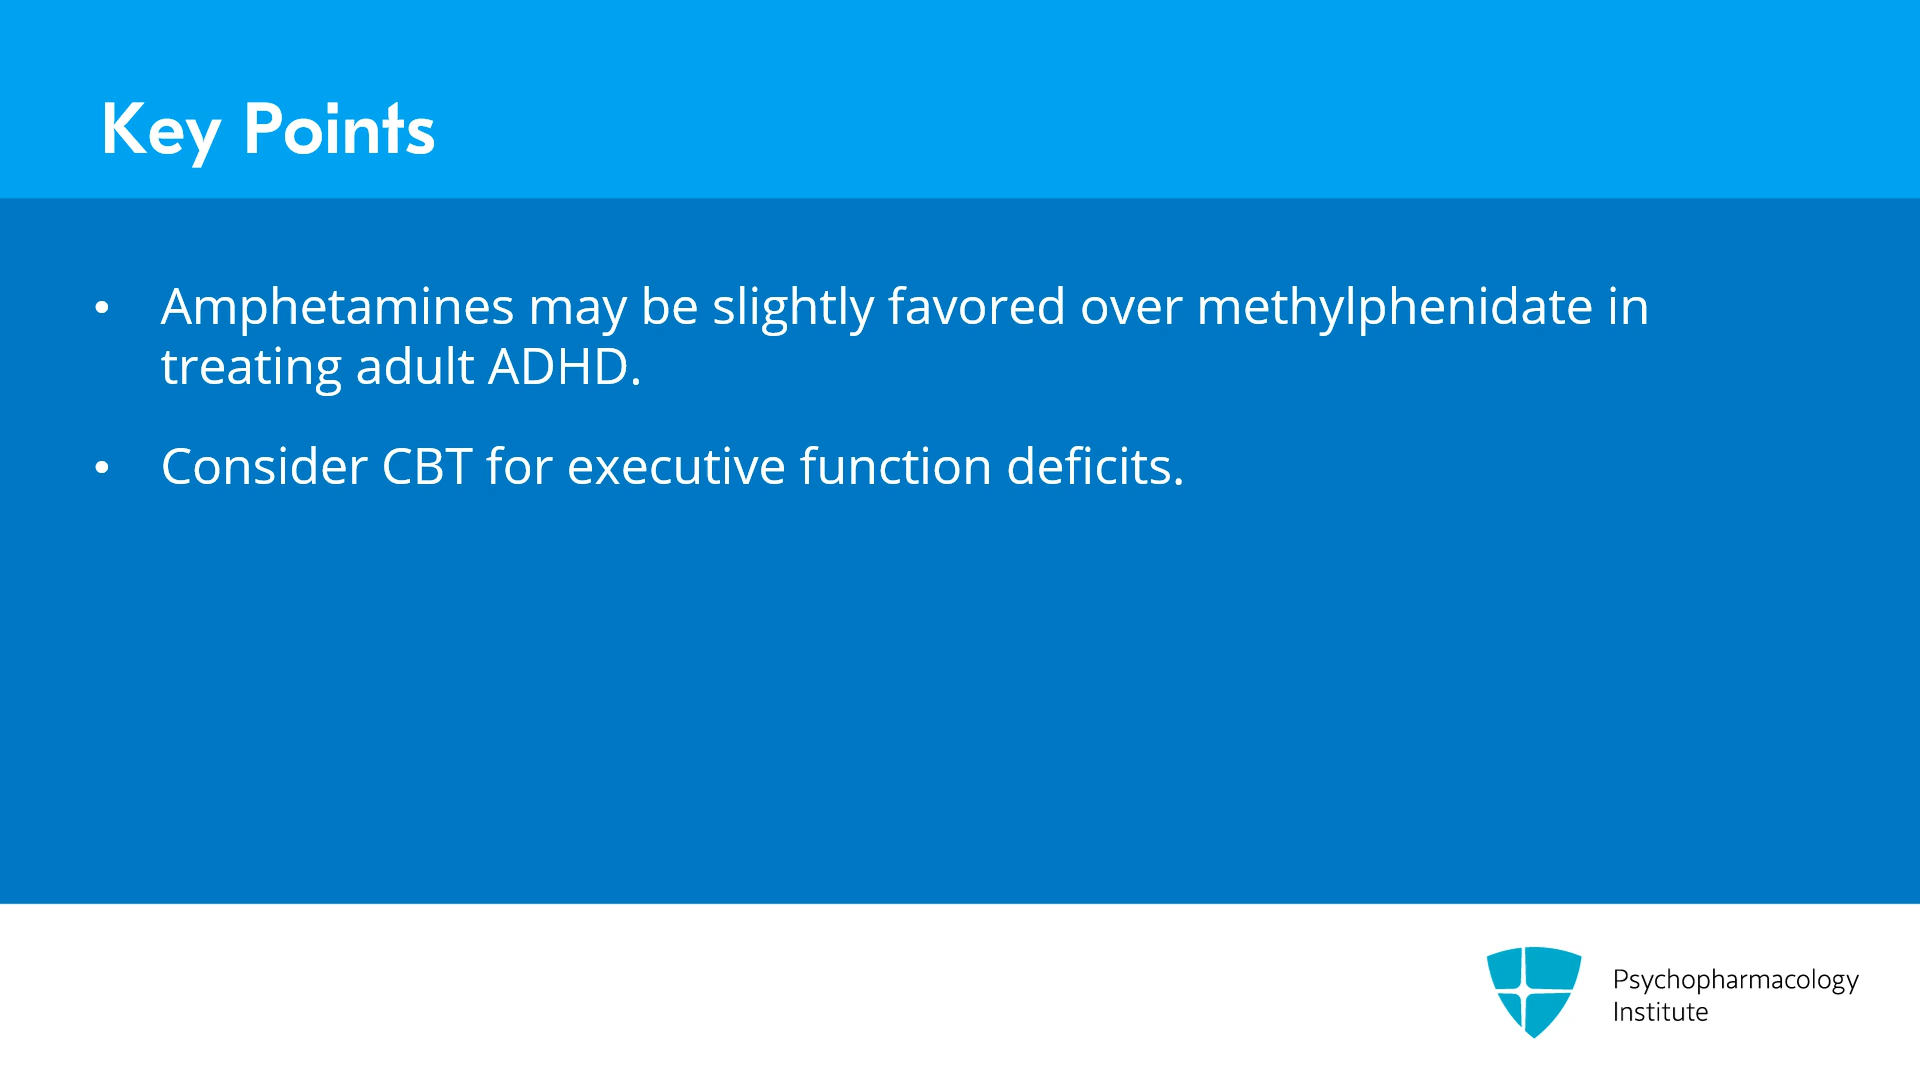 Key Points
• Amphetamines may be slightly favored over methylphenidate in
treating adult ADHD.
• Consider CBT for executive function deficits.
Psychopharmacology
Institute